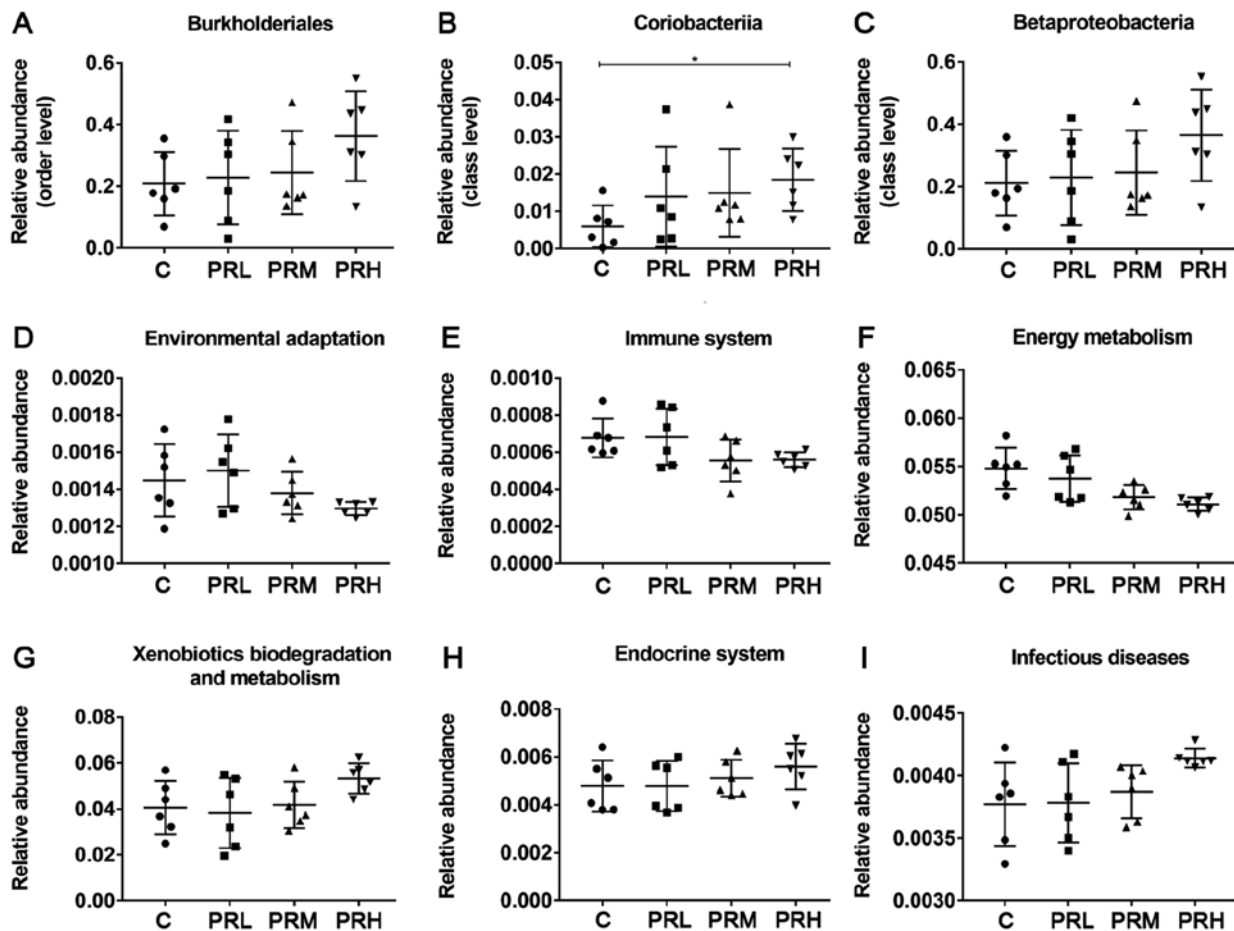 A
Burkholderiales
Relative abundance
(order level)
0.6
0.4
0.2
0.0
C PRL PRM PRH
B
Coriobacteriia
Relative abundance
(class level)
0.05
0.04
0.03
0.02
0.01
0.00
*
C PRL PRM PRH
C
Betaproteobacteria
Relative abundance
(class level)
0.6
0.4
0.2
0.0
C PRL PRM PRH
D
Environmental adaptation
Relative abundance
0.0020
0.0018
0.0016
0.0014
0.0012
0.0010
C PRL PRM PRH
E
Immune system
Relative abundance
0.0010
0.0008
0.0006
0.0004
0.0002
0.0000
C PRL PRM PRH
F
Energy metabolism
Relative abundance
0.065
0.060
0.055
0.050
0.045
C PRL PRM PRH
G
Xenobiotics biodegradation
and metabolism
Relative abundance
0.08
0.06
0.04
0.02
0.00
C PRL PRM PRH
H
Endocrine system
Relative abundance
0.008
0.006
0.004
0.002
0.000
C PRL PRM PRH
I
Infectious diseases
Relative abundance
0.0045
0.0040
0.0035
0.0030
C PRL PRM PRH